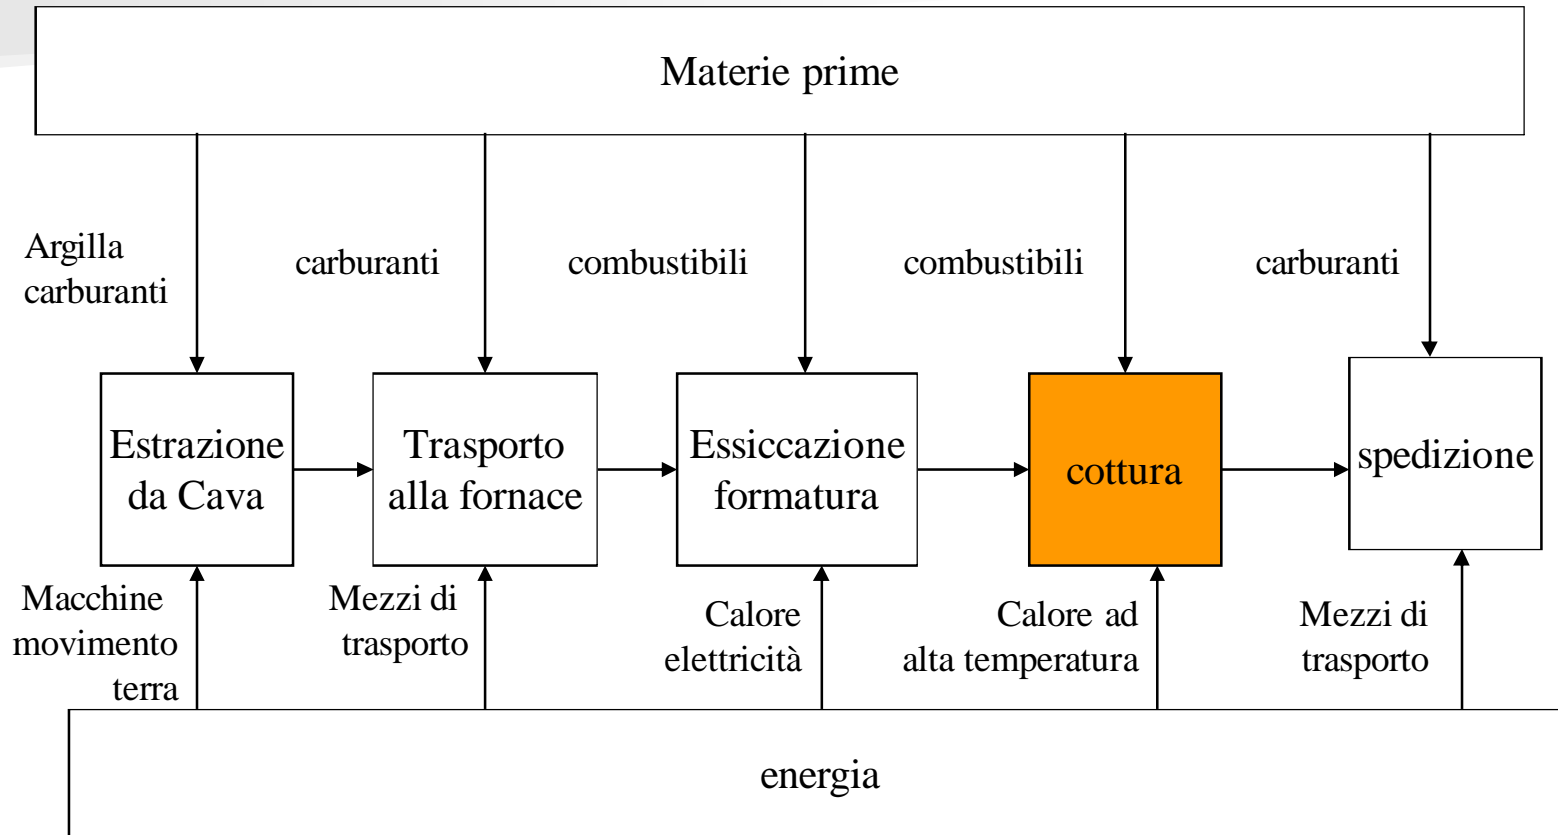 Materie prime
Argilla
carburanti
carburanti
combustibili
combustibili
carburanti
Estrazione
da Cava
Trasporto
alla fornace
Essiccazione
formatura
cottura
spedizione
Macchine
movimento
terra
Mezzi di
trasporto
Calore
elettricità
Calore ad
alta temperatura
Mezzi di
trasporto
energia